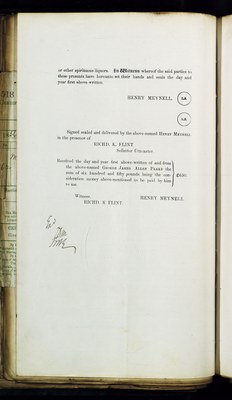 or other spirituous liquors. In Witness whereof the said parties to
these presents have hereunto set their hands and seals the day and
year first above-written.
HENRY MEYNELL. L.S.
L.S.
Signed sealed and delivered by the above-named HENRY MEYNELL
in the presence of
RICHD. K. FLINT
Solicitor Uttoxeter
Received the day and year first above-written of and from
the above-named GEORGE JAMES ALLEN PERRY the
sum of six hundred and fifty pounds being the con-
sideration money above-mentioned to be paid by him
to me
£650.
Witness
HENRY MEYNELL.
RICHD. K FLINT